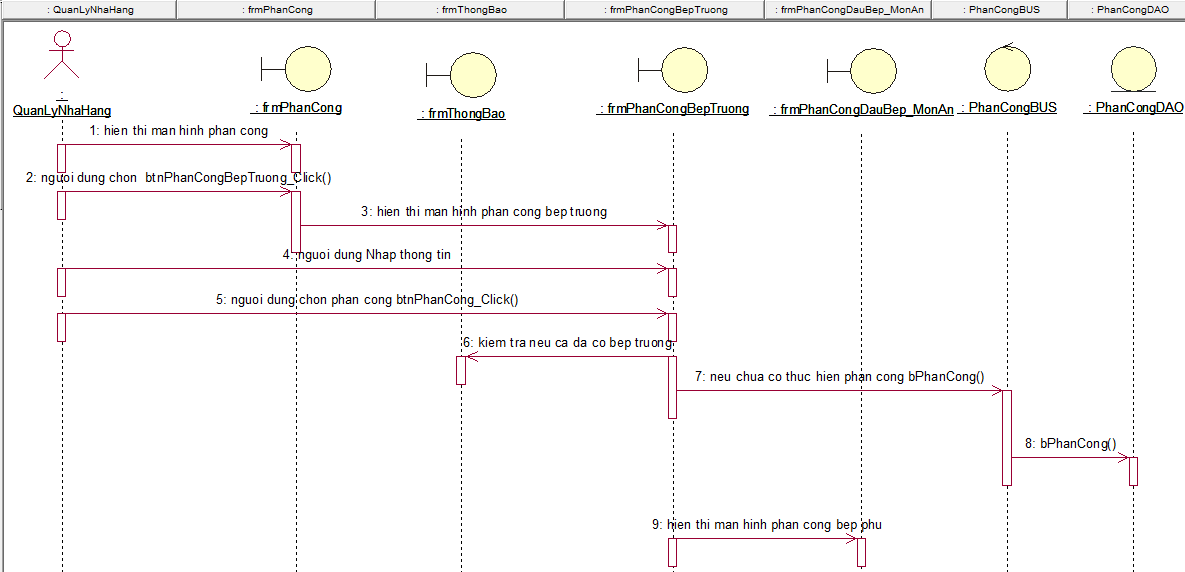 : QuanLyNhaHang
: frmPhanCong
: frmThongBao
: frmPhanCongBepTruong
: frmPhanCongDauBep_MonAn
: PhanCongBUS
: PhanCongDAO
:
QuanLyNhaHang
: frmPhanCong
: frmThongBao
: frmPhanCongBepTruong
: frmPhanCongDauBep_MonAn
: PhanCongBUS
: PhanCongDAO
1: hien thi man hinh phan cong
2: nguoi dung chon btnPhanCongBepTruong_Click()
3: hien thi man hinh phan cong bep truong
4: nguoi dung Nhap thong tin
5: nguoi dung chon phan cong btnPhanCong_Click()
6: kiem tra neu ca da co bep truong
7: neu chua co thuc hien phan cong bPhanCong()
8: bPhanCong()
9: hien thi man hinh phan cong bep phu